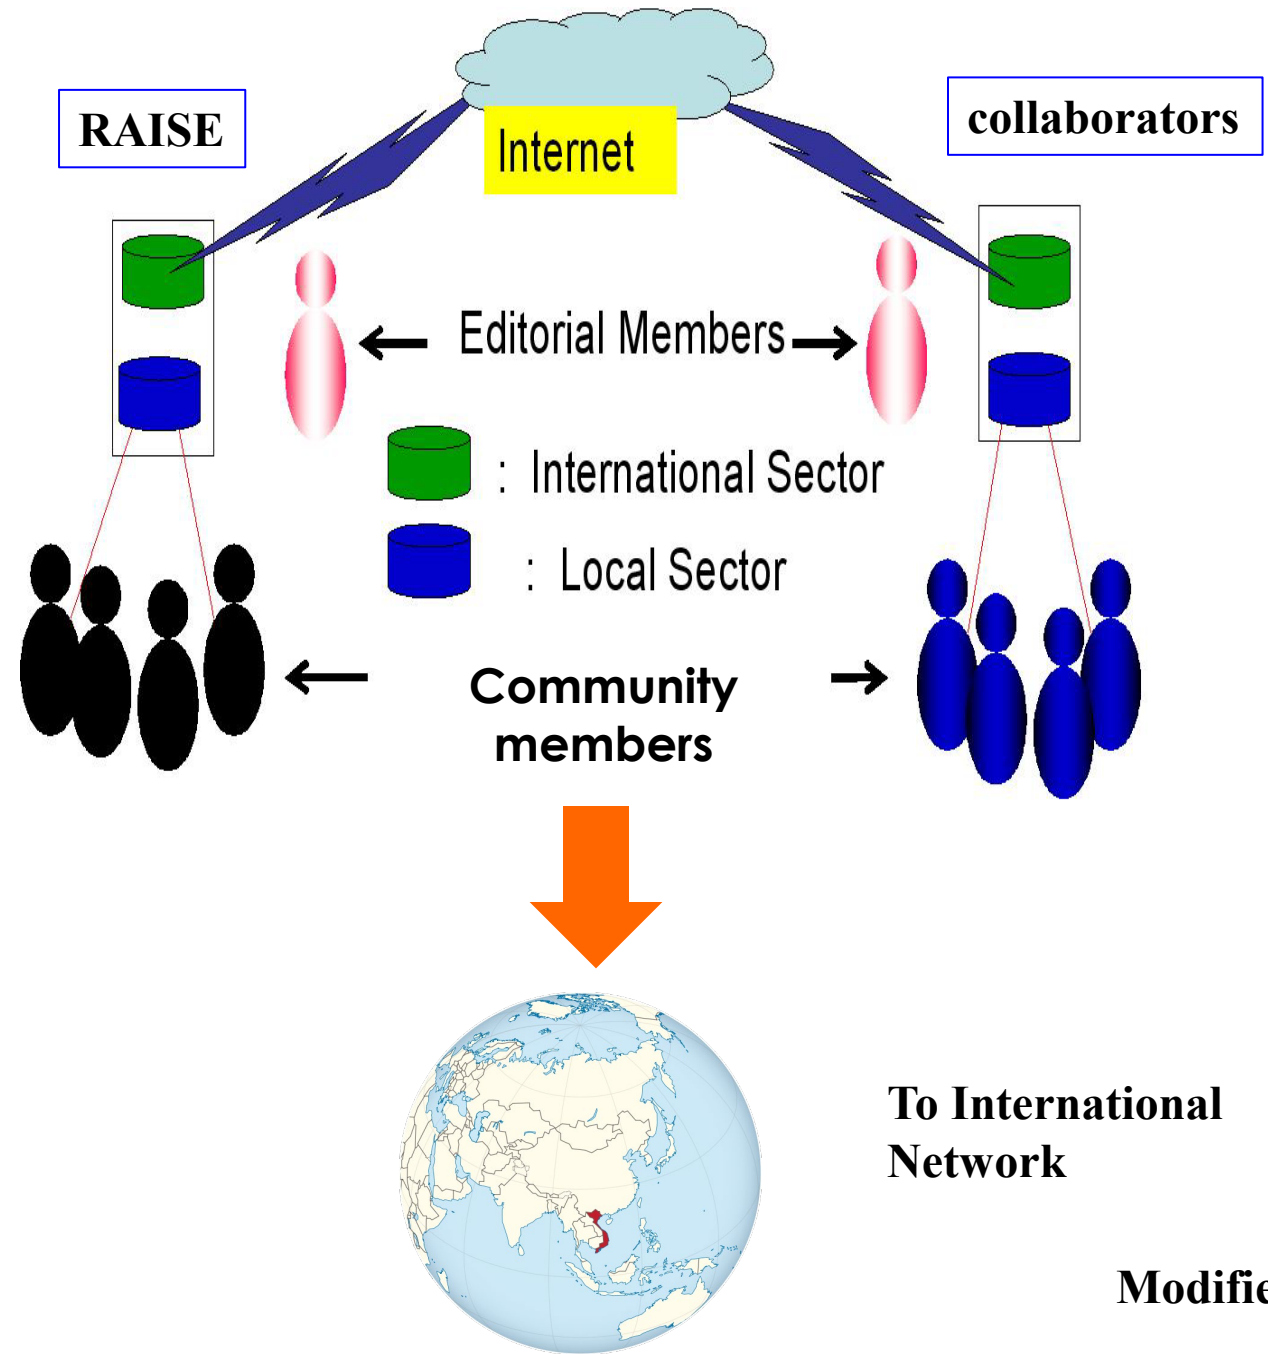 RAISE
collaborators
Internet
Editorial Members
: International Sector
: Local Sector
Community
members
To International
Network